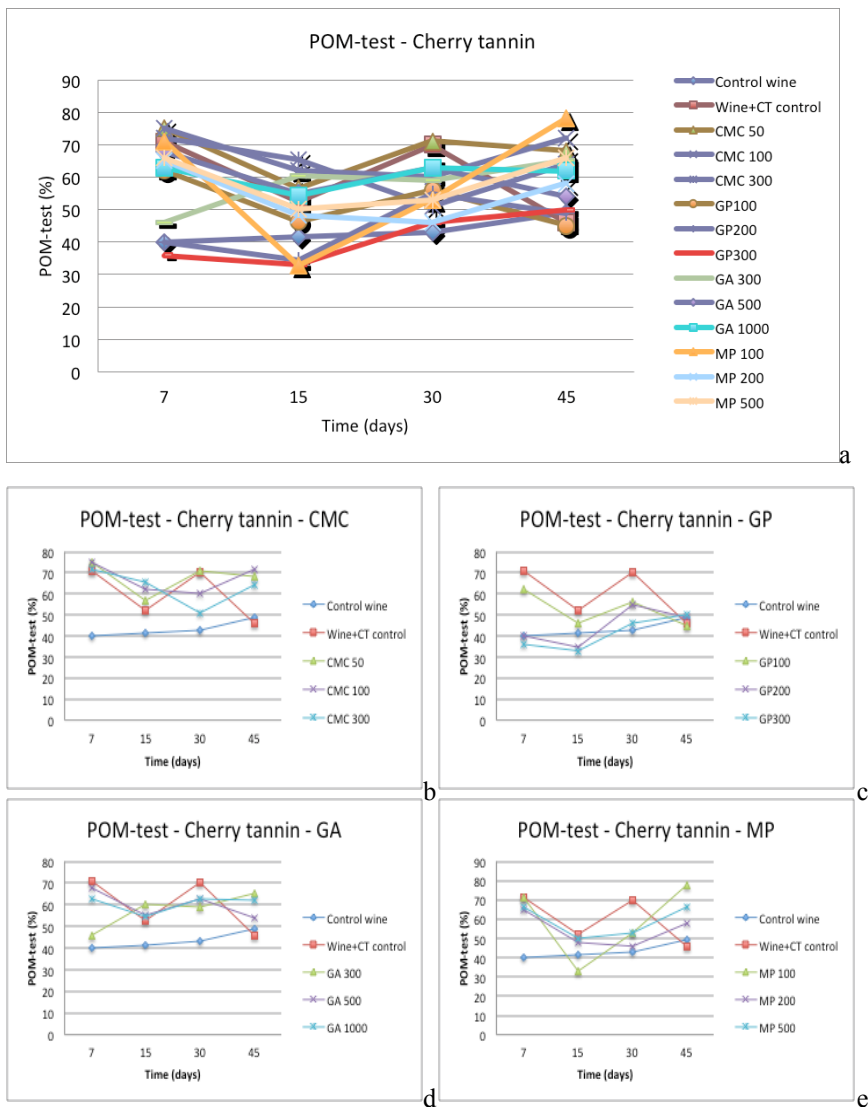 POM-test - Cherry tannin
POM-test (%)
90
80
70
60
50
40
30
20
10
0
7 15 30 45
Time (days)
Control wine
Wine+CT control
CMC 50
CMC 100
CMC 300
GP100
GP200
GP300
GA 300
GA 500
GA 1000
MP 100
MP 200
MP 500
a
POM-test - Cherry tannin - CMC
POM-test (%)
80
70
60
50
40
30
20
10
0
7 15 30 45
Time (days)
Control wine
Wine+CT control
CMC 50
CMC 100
CMC 300
b
POM-test - Cherry tannin - GP
POM-test (%)
80
70
60
50
40
30
20
10
0
7 15 30 45
Time (days)
Control wine
Wine+CT control
GP100
GP200
GP300
c
POM-test - Cherry tannin - GA
POM-test (%)
80
70
60
50
40
30
20
10
0
7 15 30 45
Time (days)
Control wine
Wine+CT control
GA 300
GA 500
GA 1000
d
POM-test - Cherry tannin - MP
POM-test (%)
90
80
70
60
50
40
30
20
10
0
7 15 30 45
Time (days)
Control wine
Wine+CT control
MP 100
MP 200
MP 500
e